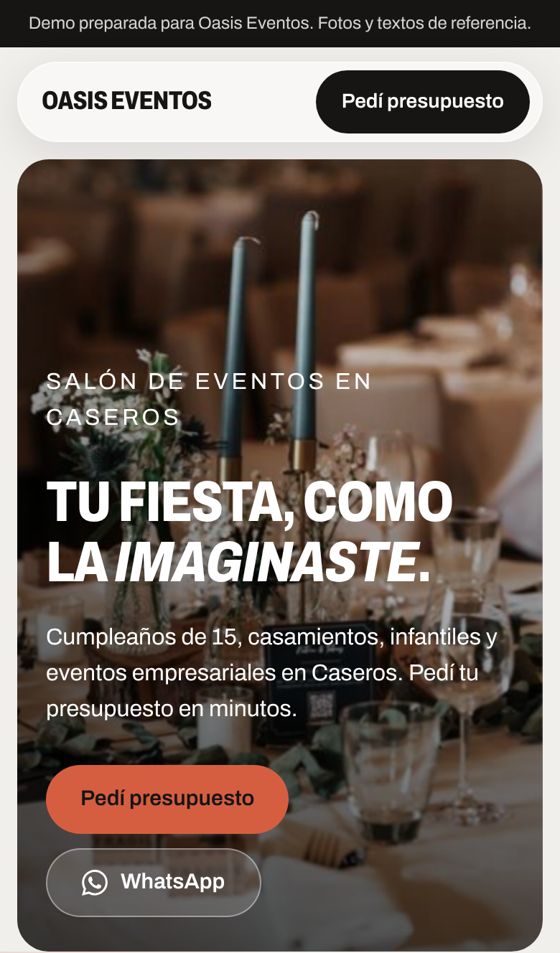 Demo preparada para Oasis Eventos. Fotos y textos de referencia.
OASIS EVENTOS
Pedí presupuesto
SALÓN DE EVENTOS EN
CASEROS
TU FIESTA, COMO
LA IMAGINASTE.
Cumpleaños de 15, casamientos, infantiles y
eventos empresariales en Caseros. Pedí tu
presupuesto en minutos.
Pedí presupuesto
WhatsApp